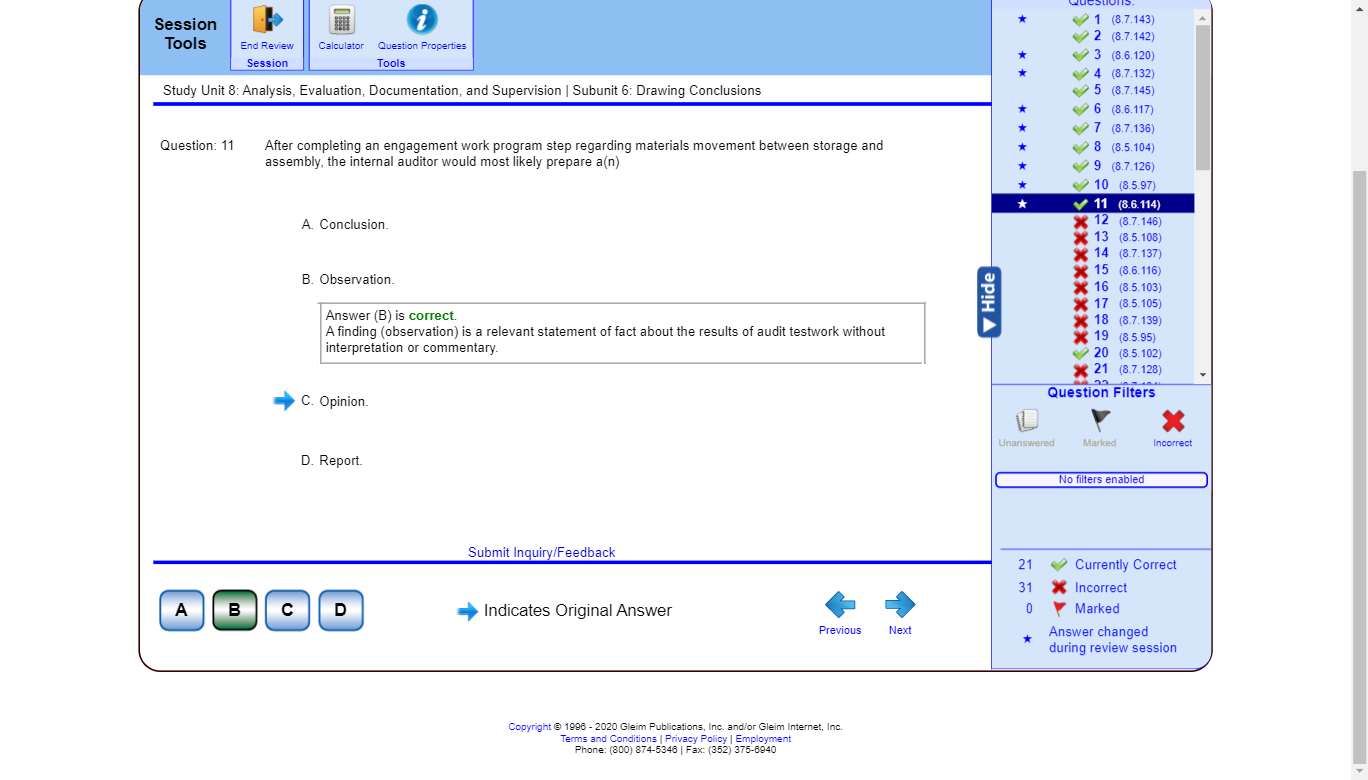 Session
Tools
End Review
Session
Calculator
Question Properties
Tools
Study Unit 8: Analysis, Evaluation, Documentation, and Supervision | Subunit 6: Drawing Conclusions
Question: 11
After completing an engagement work program step regarding materials movement between storage and
assembly, the internal auditor would most likely prepare a(n)
A. Conclusion.
B. Observation.
Answer (B) is correct.
A finding (observation) is a relevant statement of fact about the results of audit testwork without
interpretation or commentary.
C. Opinion.
D. Report.
Submit Inquiry/Feedback
A
B
C
D
Indicates Original Answer
Previous
Next
Hide
Questions:
1 (8.7.143)
2 (8.7.142)
3 (8.6.120)
4 (8.7.132)
5 (8.7.145)
6 (8.6.117)
7 (8.7.136)
8 (8.5.104)
9 (8.7.126)
10 (8.5.97)
11 (8.6.114)
12 (8.7.146)
13 (8.5.108)
14 (8.7.137)
15 (8.6.116)
16 (8.5.103)
17 (8.5.105)
18 (8.7.139)
19 (8.5.95)
20 (8.5.102)
21 (8.7.128)
Question Filters
Unanswered
Marked
Incorrect
No filters enabled
21 Currently Correct
31 Incorrect
0 Marked
Answer changed
during review session
Copyright © 1996 - 2020 Gleim Publications, Inc. and/or Gleim Internet, Inc.
Terms and Conditions | Privacy Policy | Employment
Phone: (800) 874-5346 | Fax: (352) 375-6940